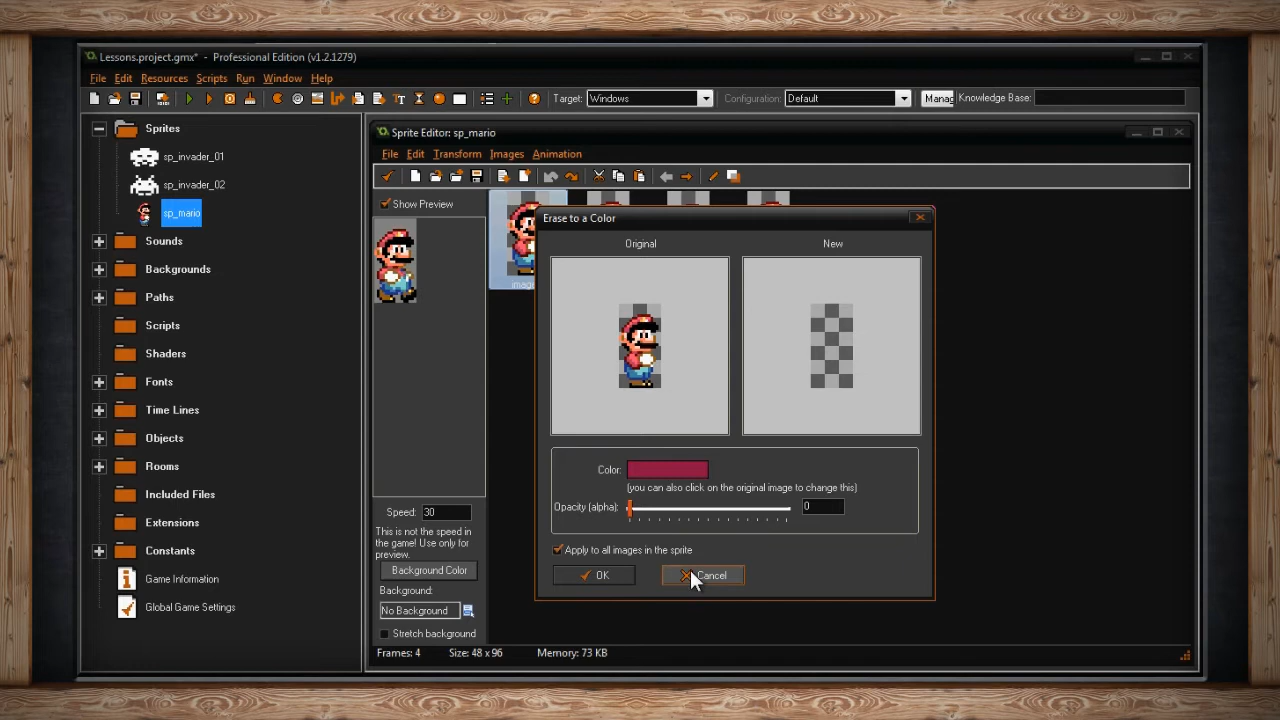 Lessons.project.gmx* - Professional Edition (v1.2.1279)
File Edit Resources Scripts Run Window Help
Target: Windows Configuration: Default Manag Knowledge Base:
Sprites
sp_invader_01
sp_invader_02
sp_mario
Sounds
Backgrounds
Paths
Scripts
Shaders
Fonts
Time Lines
Objects
Rooms
Included Files
Extensions
Constants
Game Information
Global Game Settings
Sprite Editor: sp_mario
File Edit Transform Images Animation
Show Preview
Speed: 30
This is not the speed in
the game! Use only for
preview.
Background Color
Background:
No Background
Stretch background
Frames: 4 Size: 48 x 96 Memory: 73 KB
Erase to a Color
Original New
Color:
(you can also click on the original image to change this)
Opacity (alpha): 0
Apply to all images in the sprite
OK Cancel